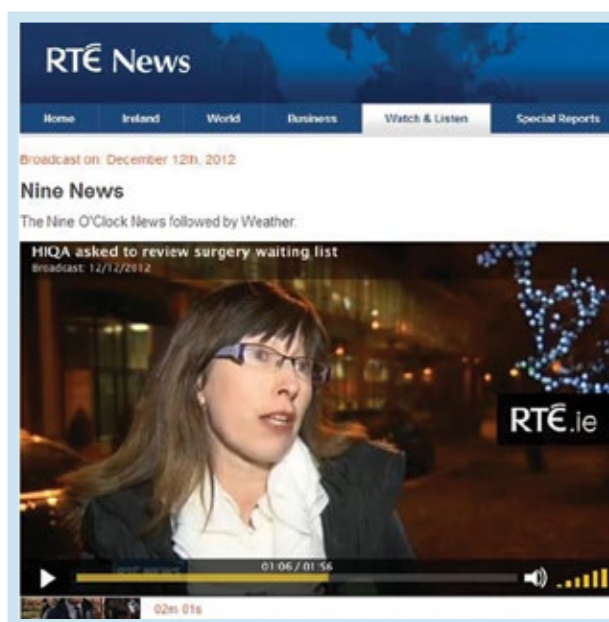 RTÉ News
Home Ireland World Business Watch & Listen Special Reports
Broadcast on: December 12th, 2012
Nine News
The Nine O'Clock News followed by Weather.
HIQA asked to review surgery waiting list
Broadcast: 12/12/2012
RTÉ.ie
RTÉ NEWS
01:06 / 01:56
02m 01s